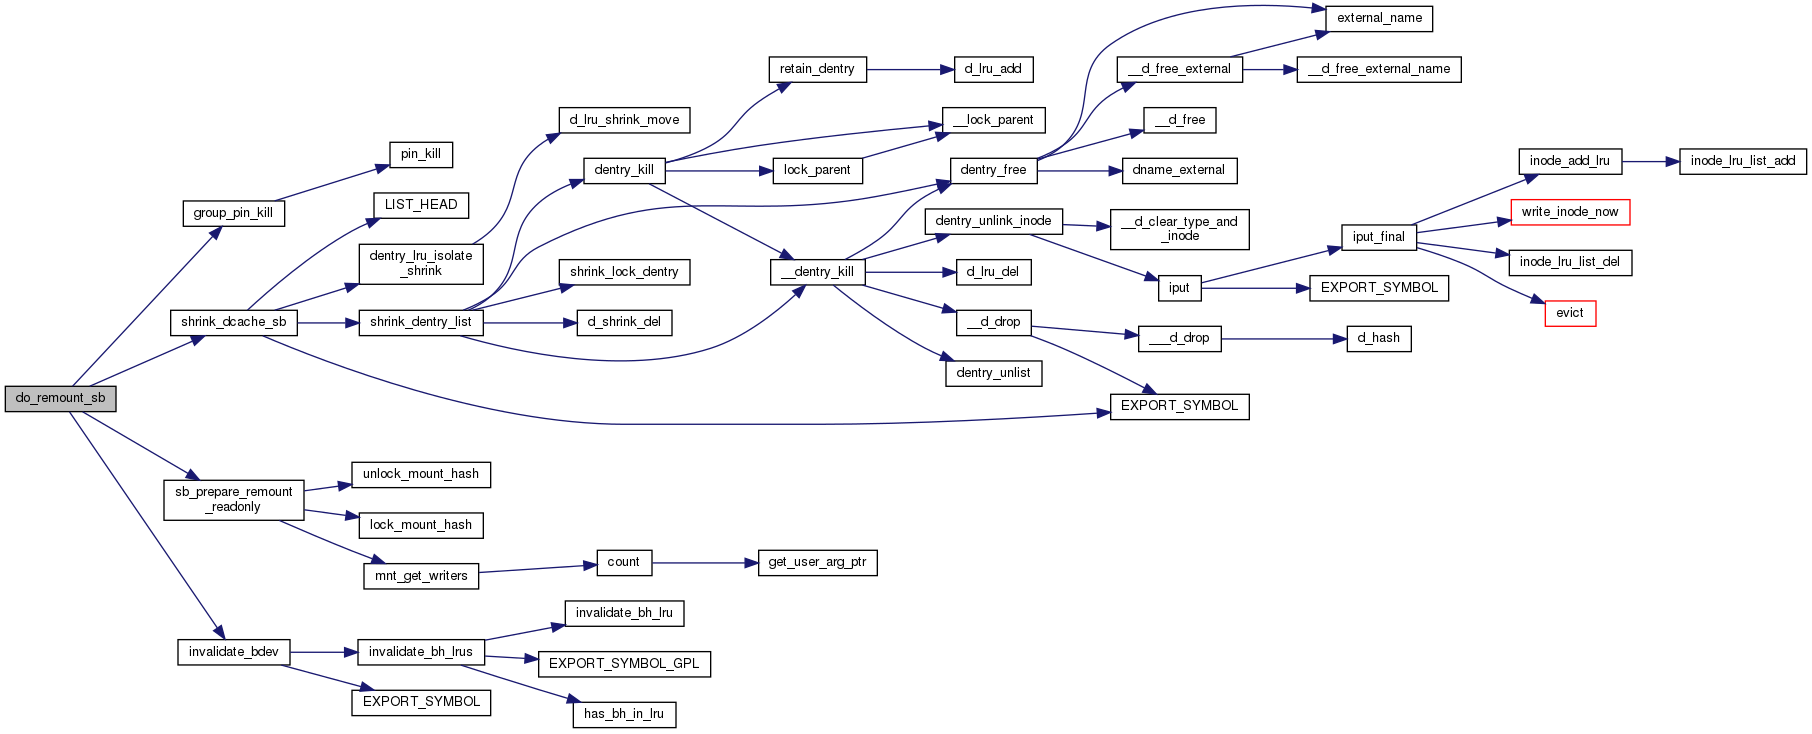 do_remount_sb
group_pin_kill
pin_kill
shrink_dcache_sb
LIST_HEAD
dentry_lru_isolate
_shrink
d_lru_shrink_move
shrink_dentry_list
dentry_kill
retain_dentry
d_lru_add
__lock_parent
lock_parent
dentry_free
external_name
__d_free_external
__d_free_external_name
__d_free
dname_external
shrink_lock_dentry
d_shrink_del
__dentry_kill
dentry_unlink_inode
__d_clear_type_and
_inode
iput
iput_final
inode_add_lru
inode_lru_list_add
write_inode_now
inode_lru_list_del
evict
EXPORT_SYMBOL
d_lru_del
__d_drop
___d_drop
d_hash
dentry_unlist
EXPORT_SYMBOL
sb_prepare_remount
_readonly
unlock_mount_hash
lock_mount_hash
mnt_get_writers
count
get_user_arg_ptr
invalidate_bdev
invalidate_bh_lrus
invalidate_bh_lru
EXPORT_SYMBOL_GPL
has_bh_in_lru
EXPORT_SYMBOL